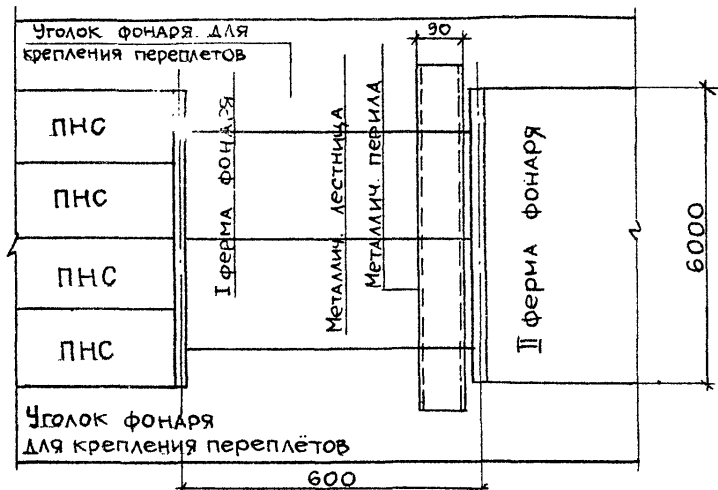 Уголок фонаря. для
крепления переплетов
90
ПНС
ПНС
ПНС
ПНС
I ферма фонаря
Металлич. лестница
Металлич. перила
II ферма фонаря
6000
Уголок фонаря
для крепления переплётов
600